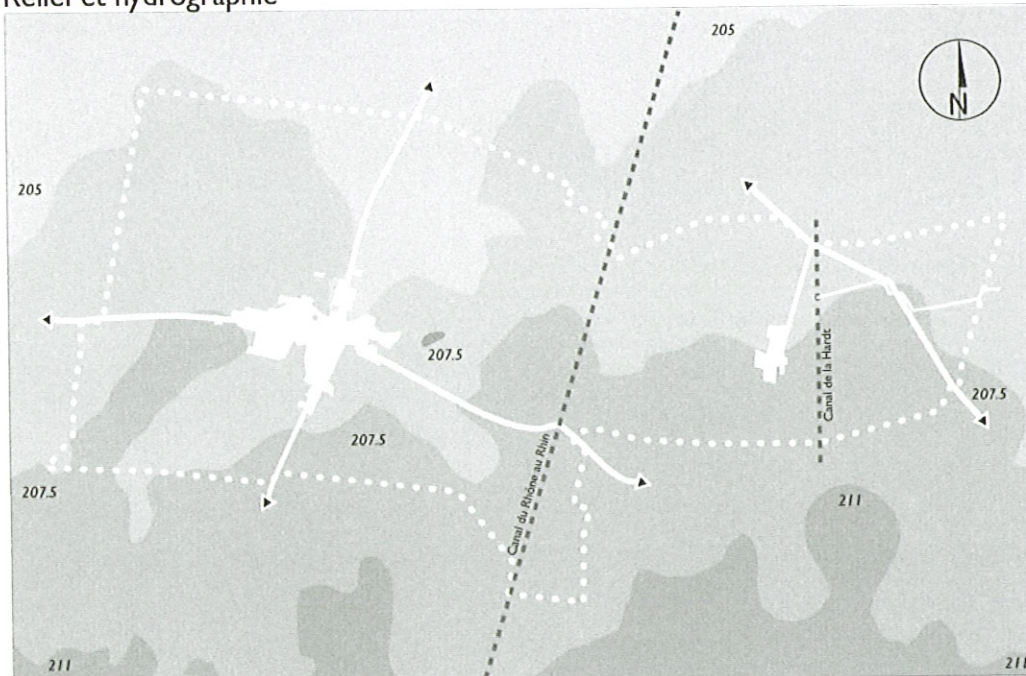 Relief et hydrographie
205
N
205
207.5
Canal de la Hardt
207.5
207.5
207.5
Canal du Rhône au Rhin
211
211
211